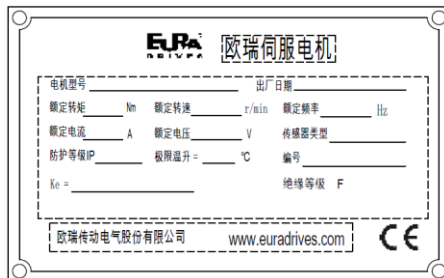 EURA DRIVES 欧瑞伺服电机
电机型号 出厂日期
额定转矩 Nm 额定转速 r/min 额定频率 Hz
额定电流 A 额定电压 V 传感器类型
防护等级IP 极限温升= ℃ 编号
Ke = 绝缘等级 F
欧瑞传动电气股份有限公司 www.euradrives.com CE